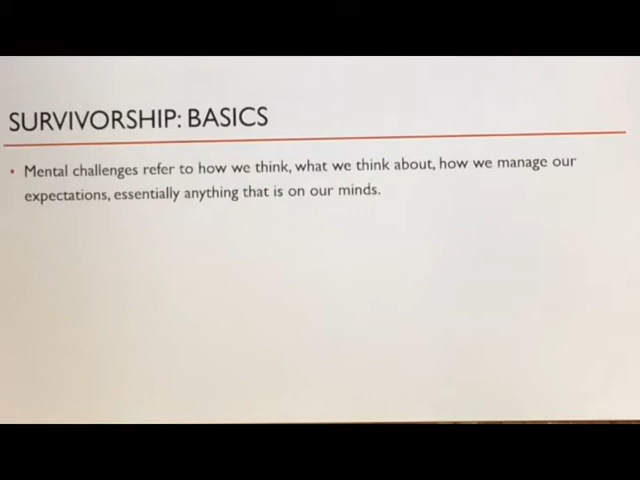 SURVIVORSHIP: BASICS
• Mental challenges refer to how we think, what we think about, how we manage our
expectations, essentially anything that is on our minds.